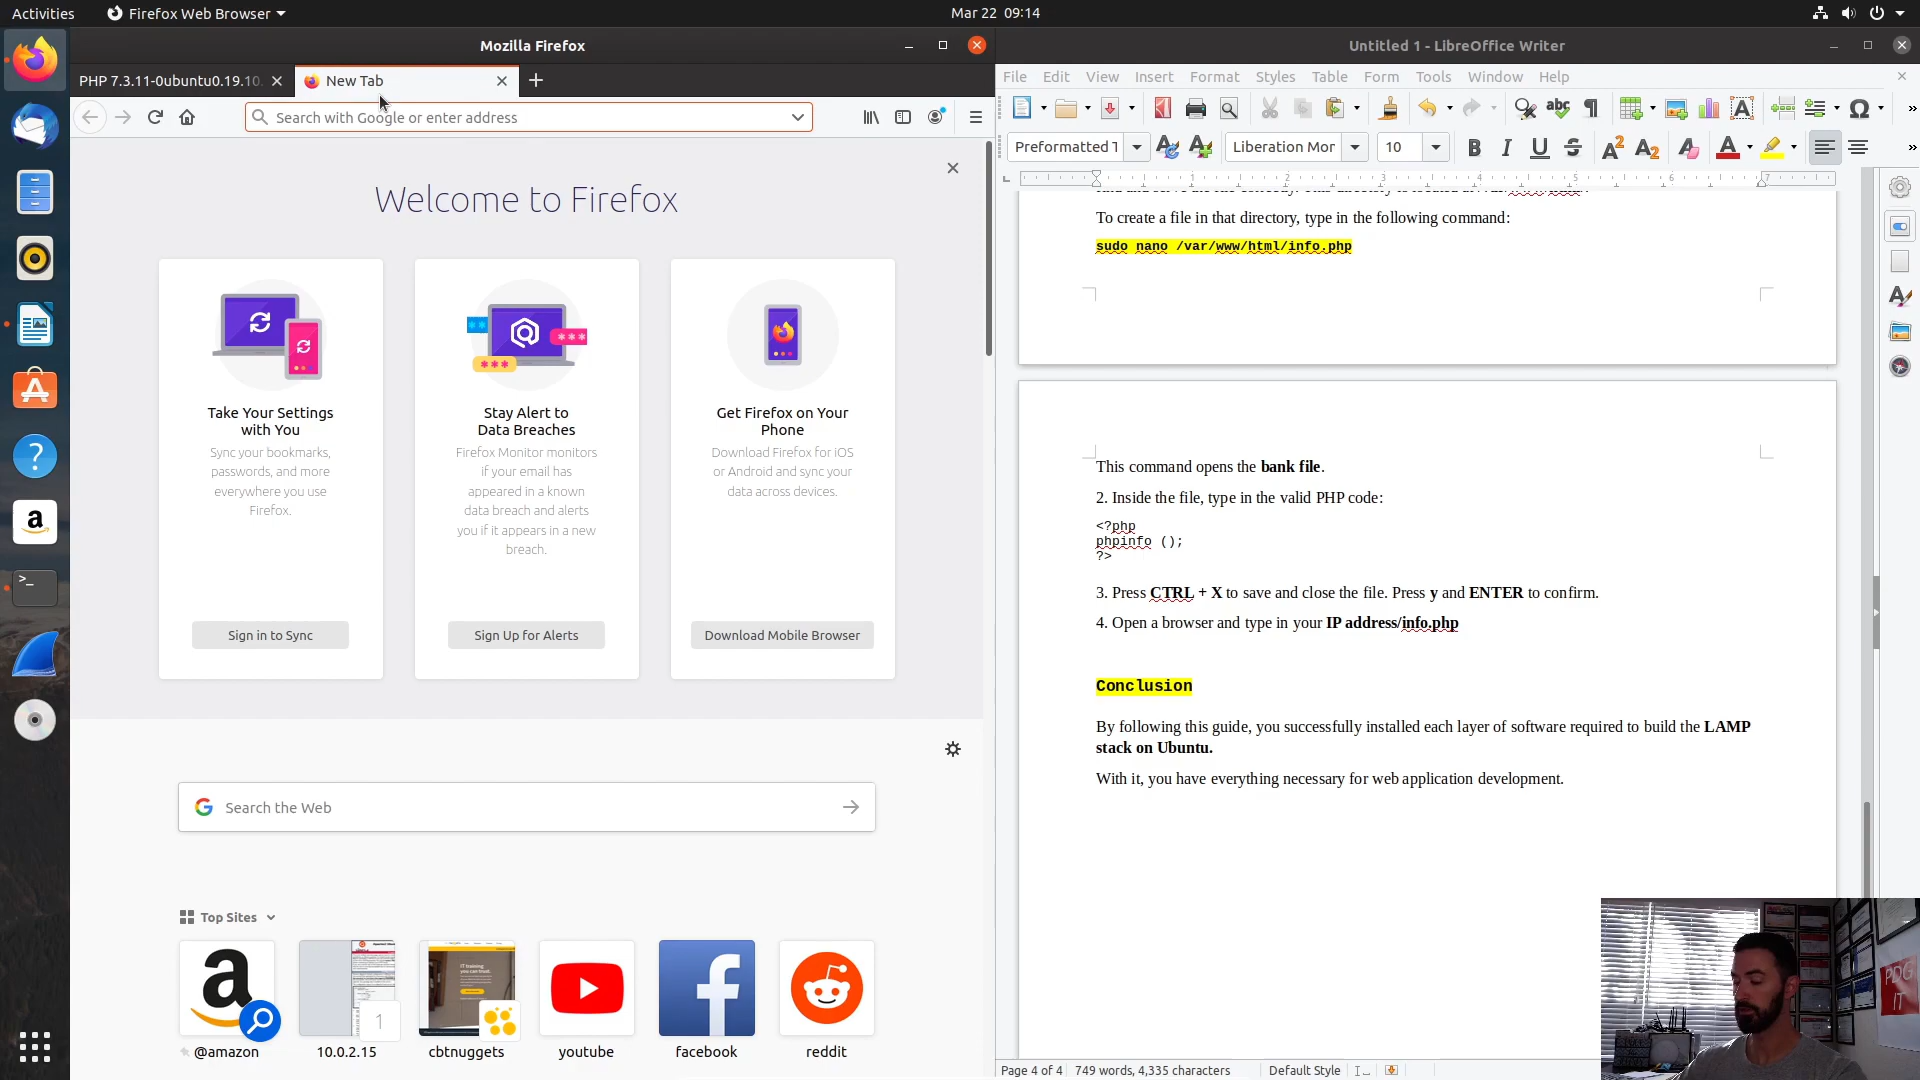 Activities
Firefox Web Browser
Mar 22 09:14
Mozilla Firefox
PHP 7.3.11-0ubuntu0.19.10.
New Tab
Search with Google or enter address
Welcome to Firefox
Take Your Settings
with You
Sync your bookmarks,
passwords, and more
everywhere you use
Firefox.
Sign in to Sync
Stay Alert to
Data Breaches
Firefox Monitor monitors
if your email has
appeared in a known
data breach and alerts
you if it appears in a new
breach.
Sign Up for Alerts
Get Firefox on Your
Phone
Download Firefox for iOS
or Android and sync your
data across devices.
Download Mobile Browser
Search the Web
Top Sites
@amazon
10.0.2.15
cbtnuggets
youtube
facebook
reddit
Untitled 1 - LibreOffice Writer
File Edit View Insert Format Styles Table Form Tools Window Help
Preformatted T
Liberation Mor
10
To create a file in that directory, type in the following command:
sudo nano /var/www/html/info.php
This command opens the bank file.
2. Inside the file, type in the valid PHP code:
<?php
phpinfo ();
?>
3. Press CTRL + X to save and close the file. Press y and ENTER to confirm.
4. Open a browser and type in your IP address/info.php
Conclusion
By following this guide, you successfully installed each layer of software required to build the LAMP
stack on Ubuntu.
With it, you have everything necessary for web application development.
Page 4 of 4
749 words, 4,335 characters
Default Style
PDG
IT